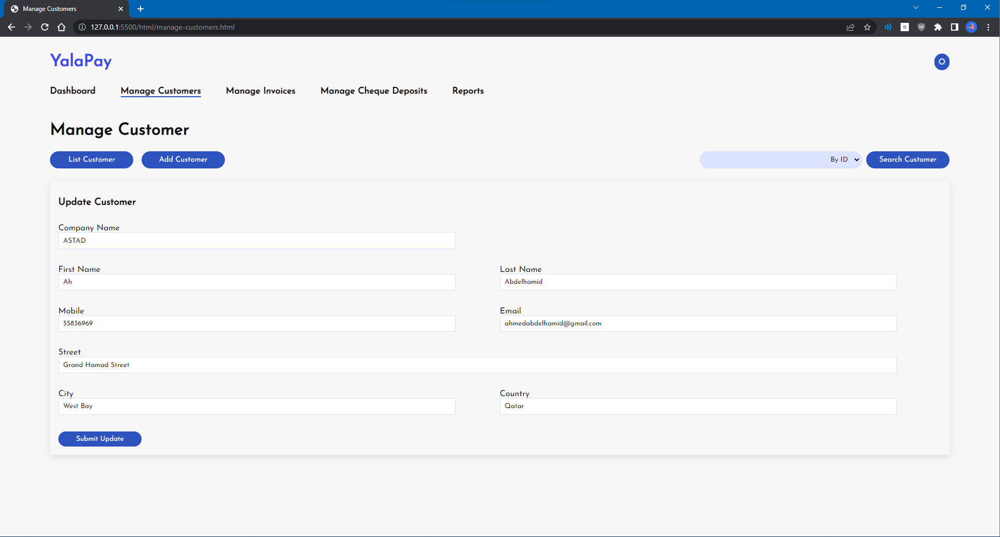 Manage Customers
127.0.0.1:5500/html/manage-customers.html
YalaPay
Dashboard Manage Customers Manage Invoices Manage Cheque Deposits Reports
Manage Customer
List Customer Add Customer By ID Search Customer
Update Customer
Company Name
ASTAD
First Name Last Name
Ah Abdelhamid
Mobile Email
55836969 ahmedabdelhamid@gmail.com
Street
Grand Hamad Street
City Country
West Bay Qatar
Submit Update